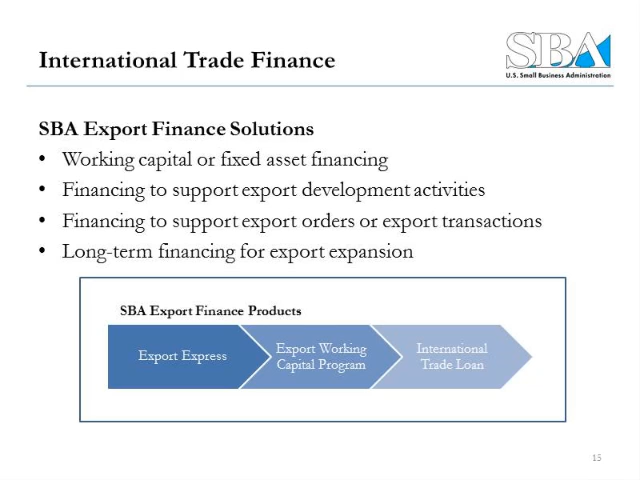 International Trade Finance
SBA
U.S. Small Business Administration
SBA Export Finance Solutions
• Working capital or fixed asset financing
• Financing to support export development activities
• Financing to support export orders or export transactions
• Long-term financing for export expansion
SBA Export Finance Products
Export Express
Export Working
Capital Program
International
Trade Loan
15